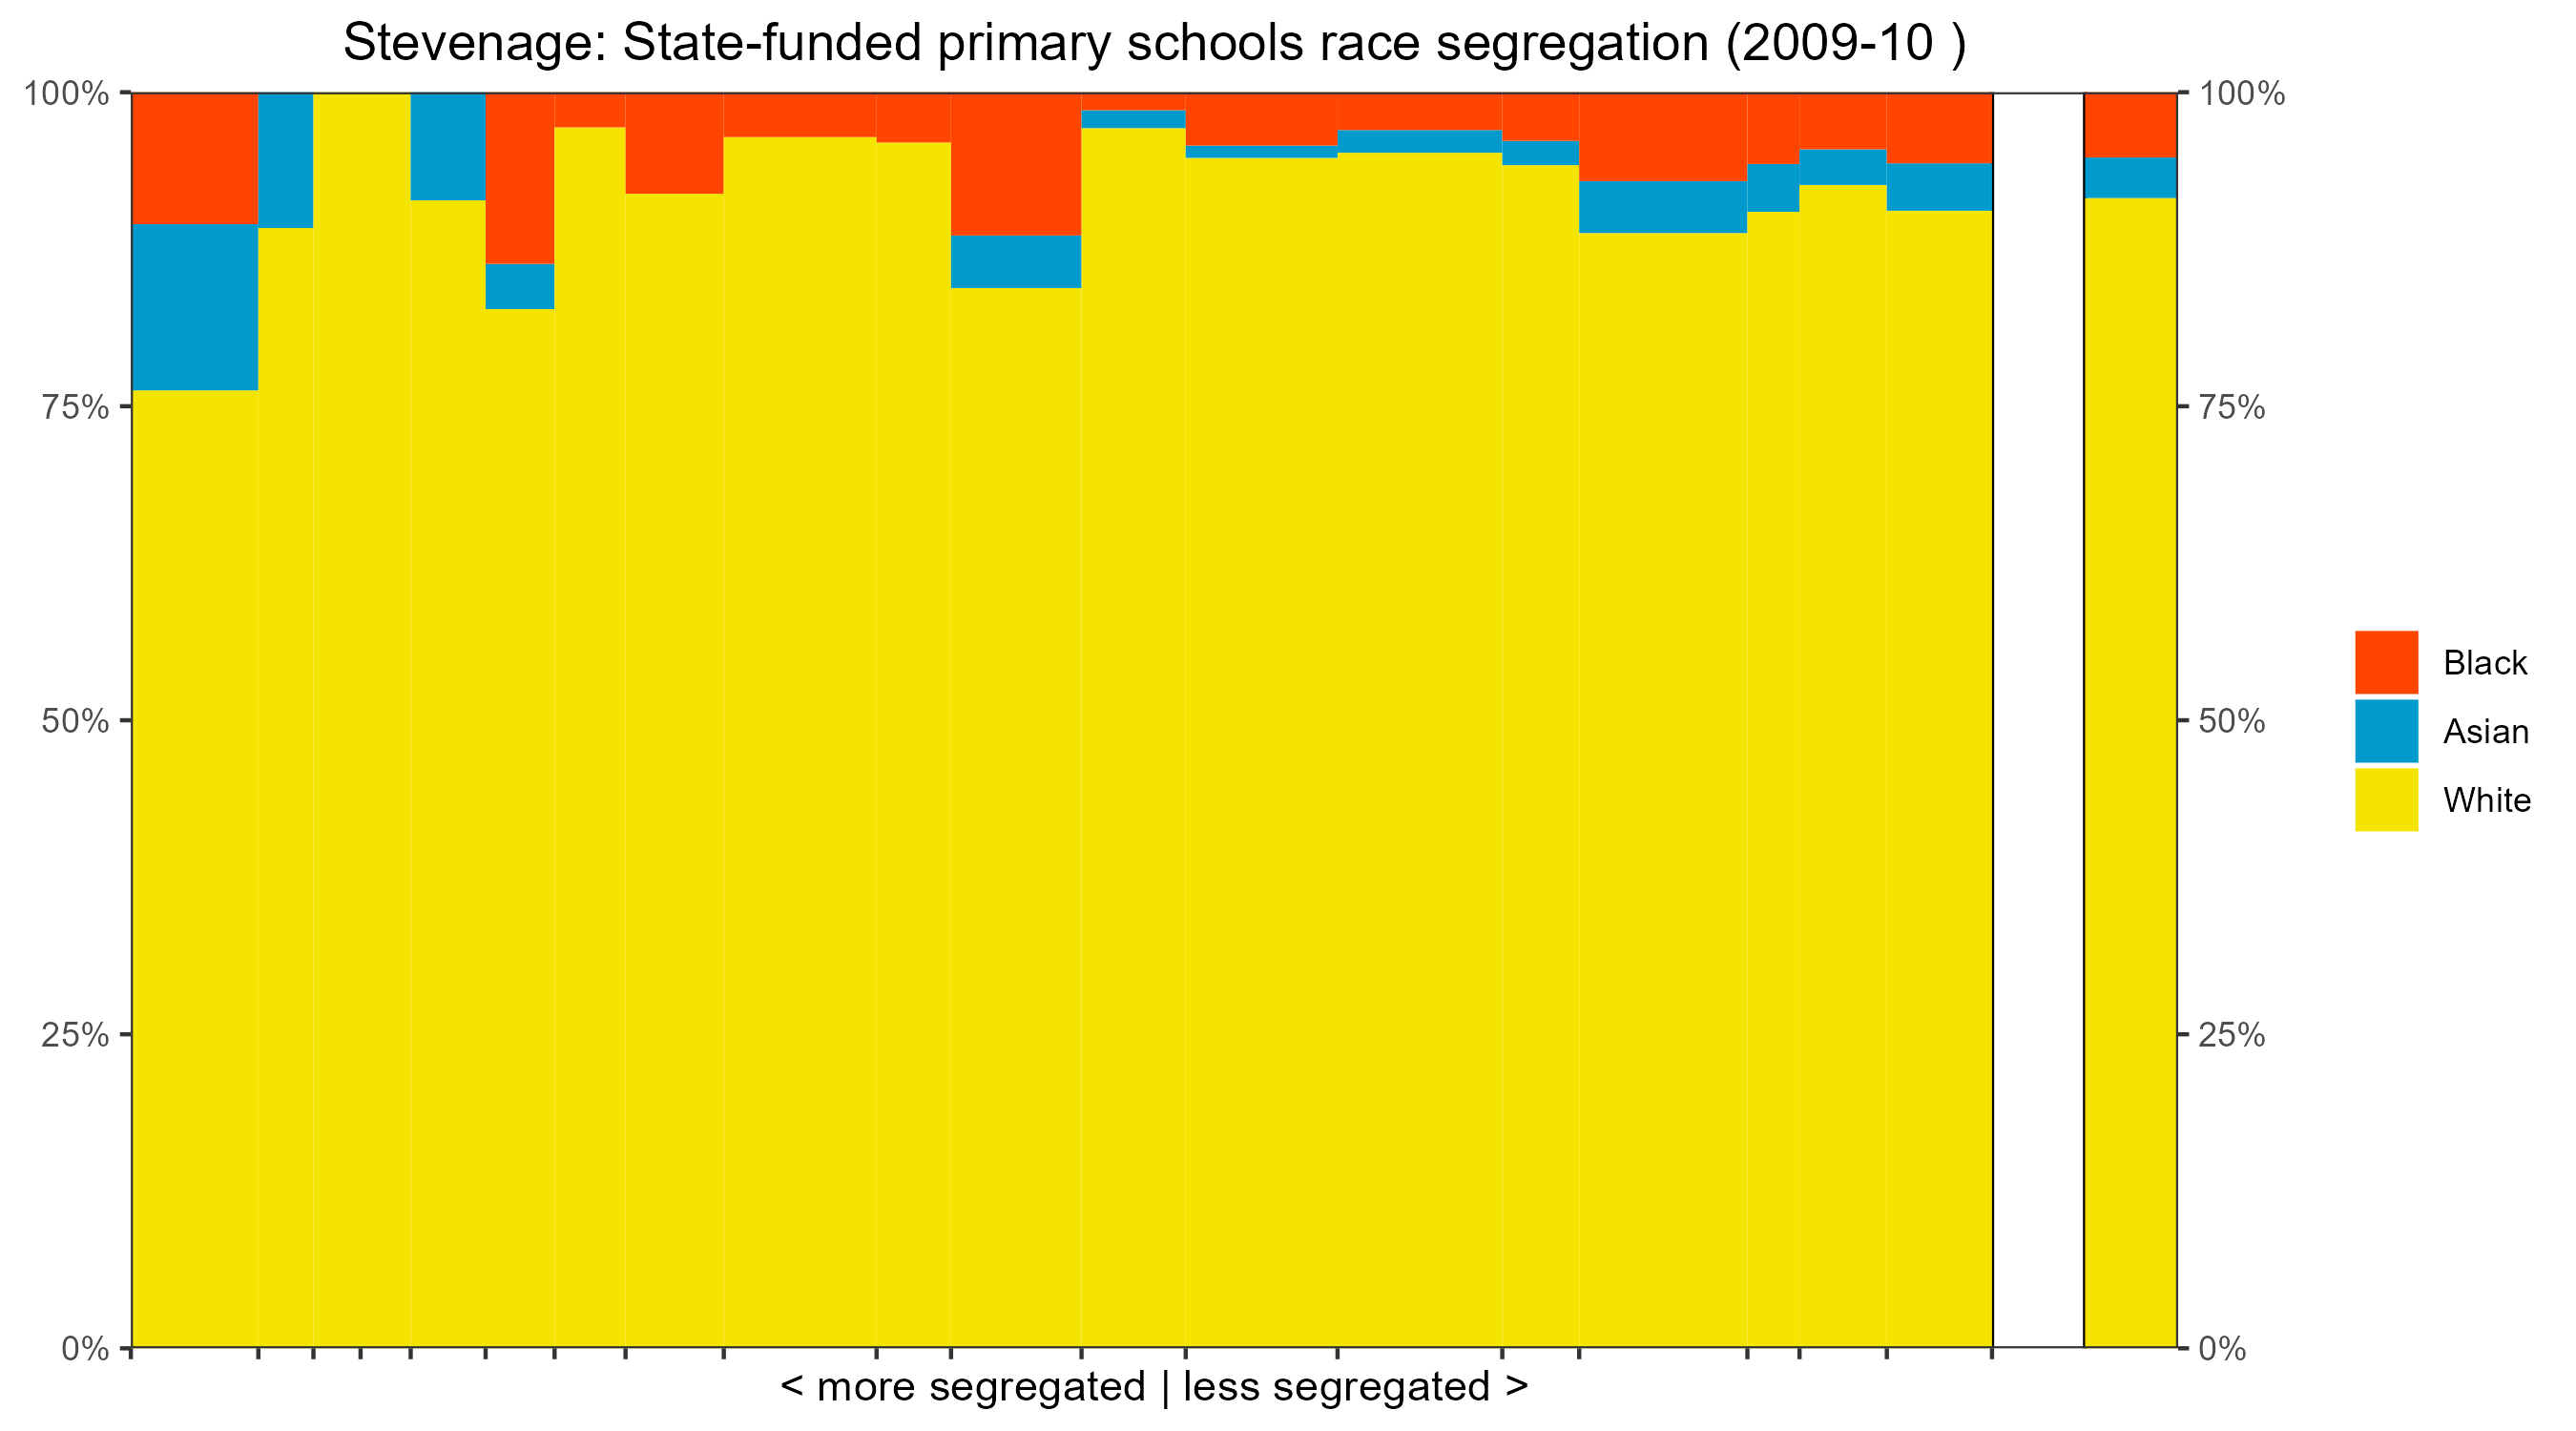 Stevenage: State-funded primary schools race segregation (2009-10 )
100%
75%
50%
25%
0%
100%
75%
50%
25%
0%
Black
Asian
White
< more segregated | less segregated >